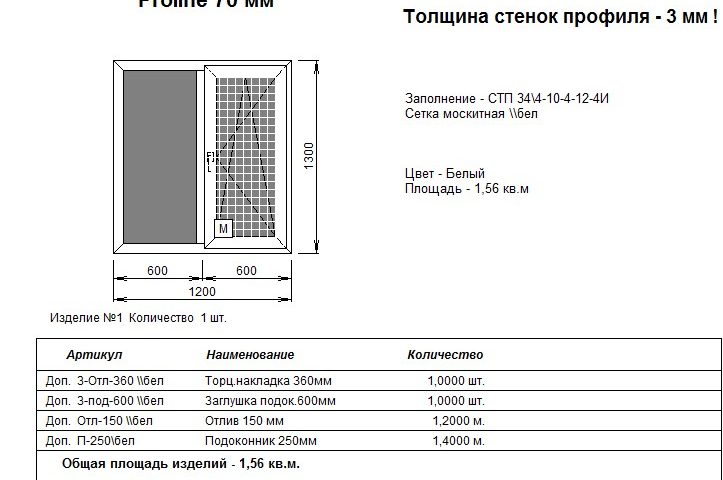 Proline 70 мм
Толщина стенок профиля - 3 мм !
Заполнение - СТП 34\4-10-4-12-4И
Сетка москитная \\бел
1300
Цвет - Белый
Площадь - 1,56 кв.м
М
600 600
1200
Изделие №1 Количество 1 шт.
Артикул Наименование Количество
Доп. З-Отл-360 \\бел Торц.накладка 360мм 1,0000 шт.
Доп. З-под-600 \\бел Заглушка подок.600мм 1,0000 шт.
Доп. Отл-150 \\бел Отлив 150 мм 1,2000 м.
Доп. П-250\бел Подоконник 250мм 1,4000 м.
Общая площадь изделий - 1,56 кв.м.